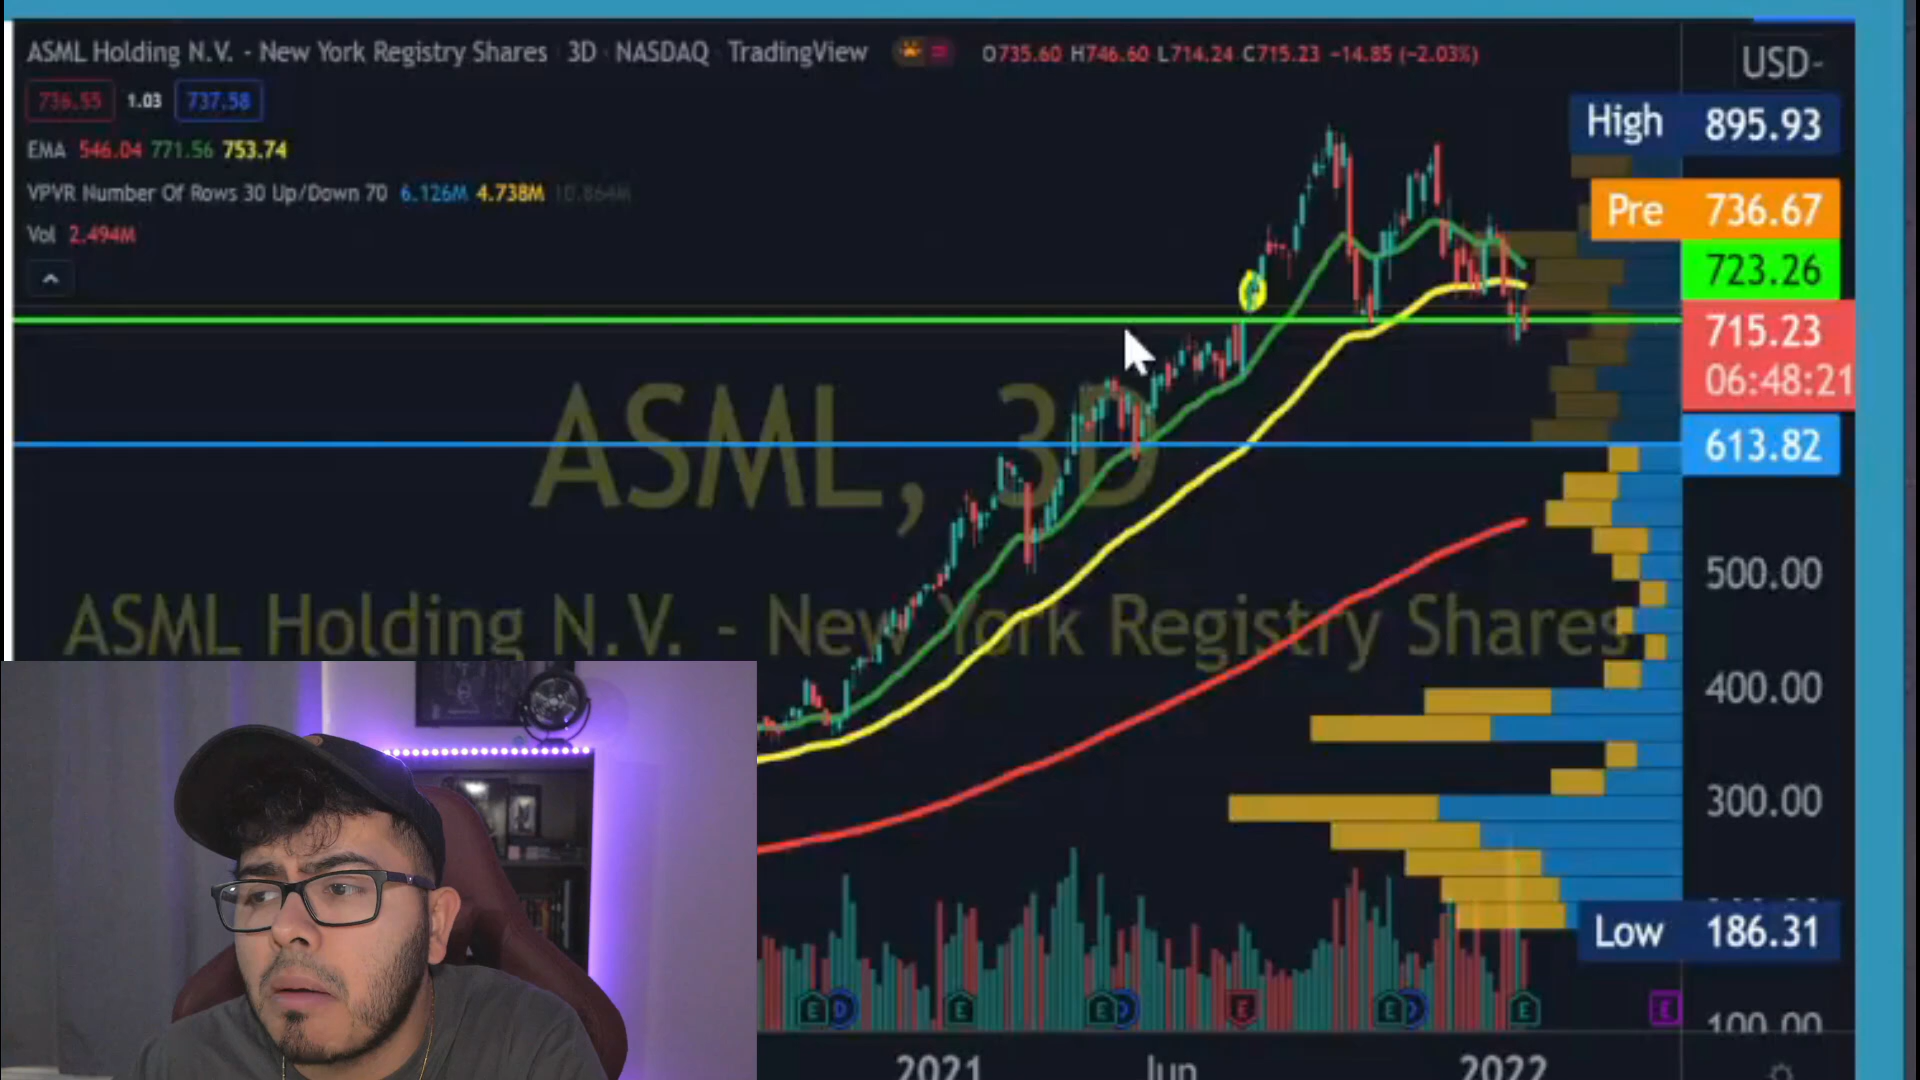 ASML Holding N.V. - New York Registry Shares · 3D · NASDAQ TradingView
O735.60 H746.60 L714.24 C715.23 −14.85 (−2.03%)
USD
736.55 1.03 737.58
High 895.93
EMA 546.04 771.56 753.74
VPVR Number Of Rows 30 Up/Down 70 6.126M 4.738M 10.864M
Pre 736.67
Vol 2.494M
723.26
715.23
06:48:21
ASML, 3D
613.82
500.00
ASML Holding N.V. - New York Registry Shares
400.00
300.00
Low 186.31
E D E E D E E D E E
100.00
2021 Jun 2022